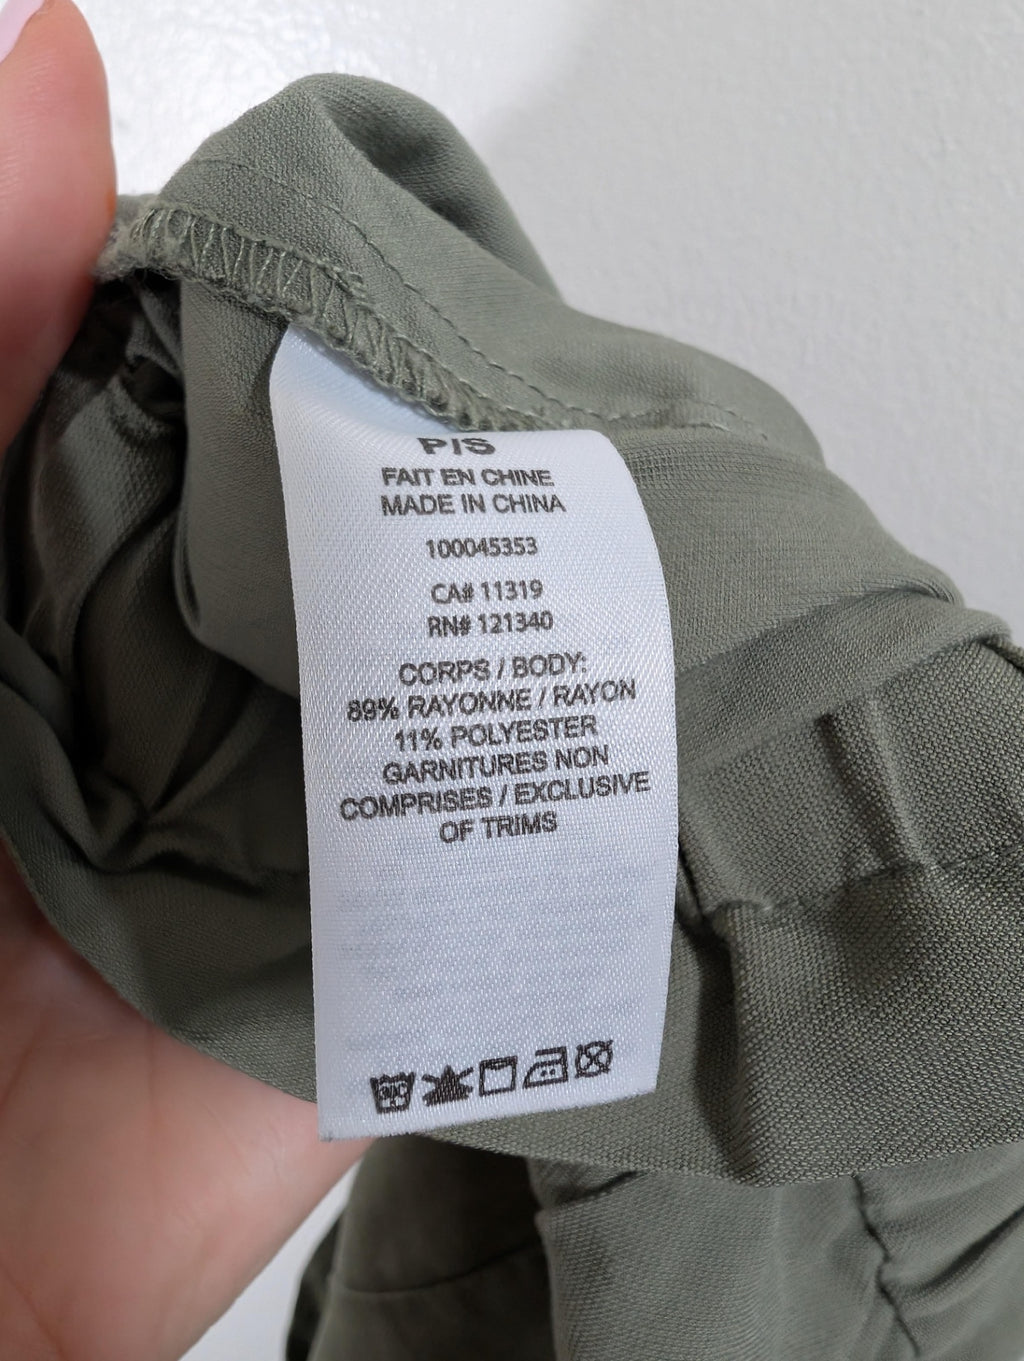 P/S
FAIT EN CHINE
MADE IN CHINA
100045353
CA# 11319
RN# 121340
CORPS / BODY:
89% RAYONNE / RAYON
11% POLYESTER
GARNITURES NON
COMPRISES / EXCLUSIVE
OF TRIMS